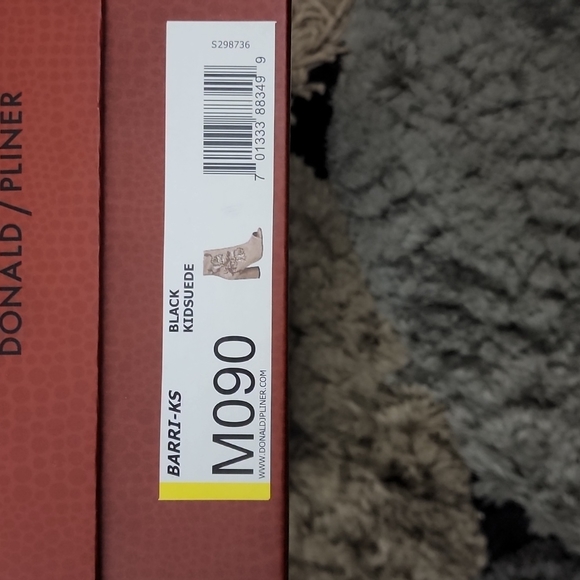 DONALD / PLINER
BARRI-KS
BLACK
KIDSUEDE
M090
WWW.DONALDJPLINER.COM
S298736
7 01333 88349 9